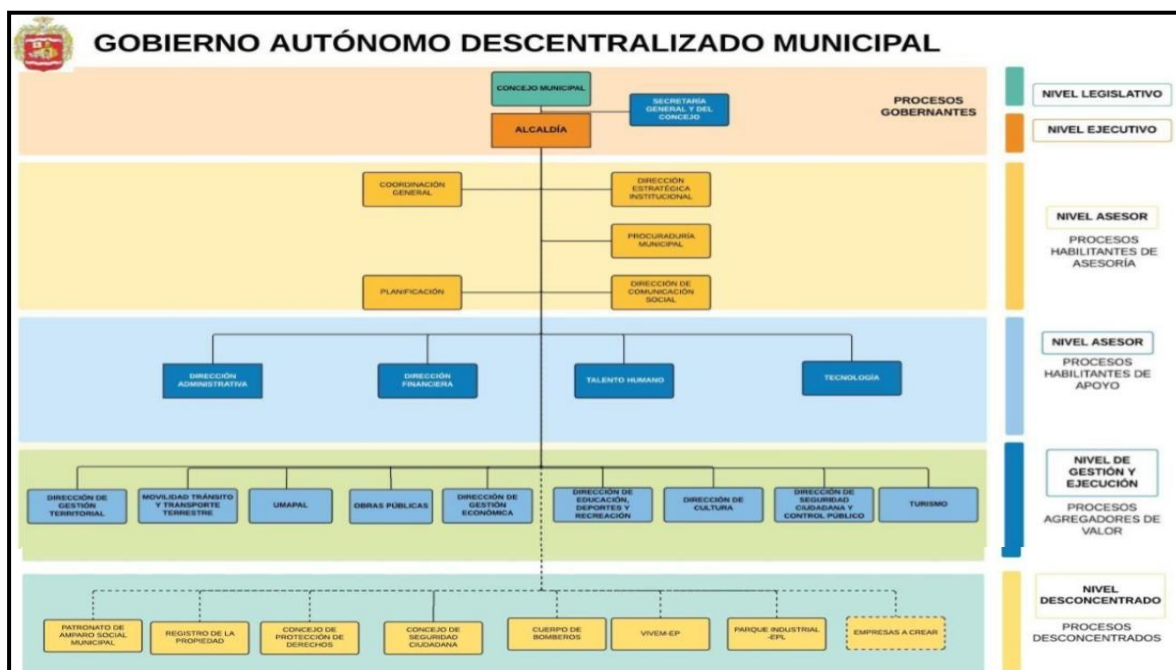 GOBIERNO AUTÓNOMO DESCENTRALIZADO MUNICIPAL
CONCEJO MUNICIPAL
SECRETARÍA
GENERAL Y DEL
CONCEJO
ALCALDÍA
PROCESOS
GOBERNANTES
NIVEL LEGISLATIVO
NIVEL EJECUTIVO
COORDINACIÓN
GENERAL
DIRECCIÓN
ESTRATÉGICA
INSTITUCIONAL
PROCURADURÍA
MUNICIPAL
PLANIFICACIÓN
DIRECCIÓN DE
COMUNICACIÓN
SOCIAL
NIVEL ASESOR
PROCESOS
HABILITANTES DE
ASESORÍA
DIRECCIÓN
ADMINISTRATIVA
DIRECCIÓN
FINANCIERA
TALENTO HUMANO
TECNOLOGÍA
NIVEL ASESOR
PROCESOS
HABILITANTES DE
APOYO
DIRECCIÓN DE
GESTIÓN
TERRITORIAL
MOVILIDAD TRÁNSITO
Y TRANSPORTE
TERRESTRE
UMAPAL
OBRAS PÚBLICAS
DIRECCIÓN DE
GESTIÓN
ECONÓMICA
DIRECCIÓN DE
EDUCACIÓN,
DEPORTES Y
RECREACIÓN
DIRECCIÓN DE
CULTURA
DIRECCIÓN DE
SEGURIDAD
CIUDADANA Y
CONTROL PÚBLICO
TURISMO
NIVEL DE
GESTIÓN Y
EJECUCIÓN
PROCESOS
AGREGADORES DE
VALOR
PATRONATO DE
AMPARO SOCIAL
MUNICIPAL
REGISTRO DE LA
PROPIEDAD
CONCEJO DE
PROTECCIÓN DE
DERECHOS
CONCEJO DE
SEGURIDAD
CIUDADANA
CUERPO DE
BOMBEROS
VIVEM-EP
PARQUE INDUSTRIAL
-EPL
EMPRESAS A CREAR
NIVEL
DESCONCENTRADO
PROCESOS
DESCONCENTRADOS